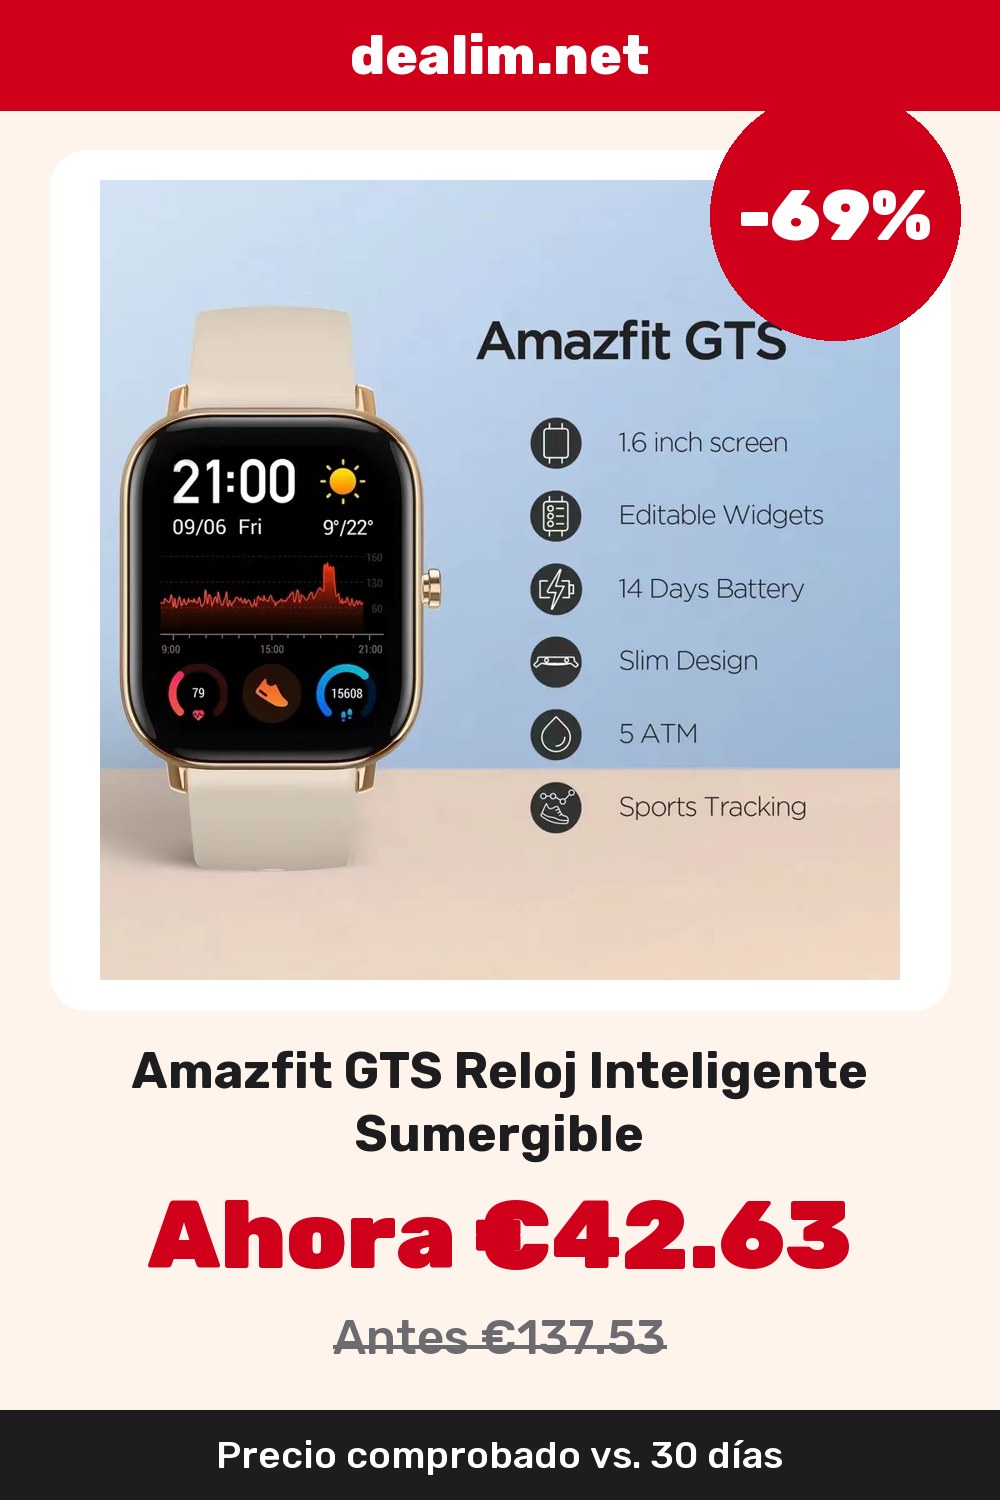 dealim.net
-69%
Amazfit GTS
21:00
09/06 Fri
9°/22°
160
130
60
9:00 15:00 21:00
79
15608
1.6 inch screen
Editable Widgets
14 Days Battery
Slim Design
5 ATM
Sports Tracking
Amazfit GTS Reloj Inteligente
Sumergible
Ahora €42.63
Antes €137.53
Precio comprobado vs. 30 días